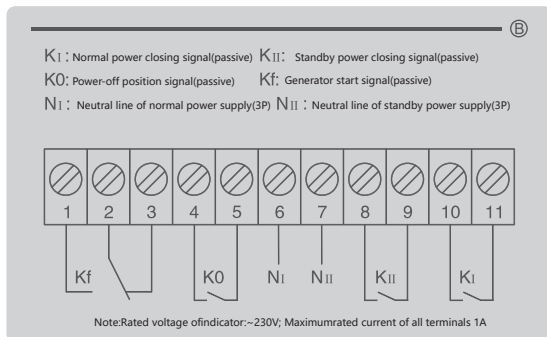 B
KI : Normal power closing signal(passive) KII: Standby power closing signal(passive)
K0: Power-off position signal(passive) Kf: Generator start signal(passive)
NI : Neutral line of normal power supply(3P) NII : Neutral line of standby power supply(3P)
1 2 3 4 5 6 7 8 9 10 11
Kf K0 NI NII KII KI
Note:Rated voltage ofindicator:~230V; Maximumrated current of all terminals 1A